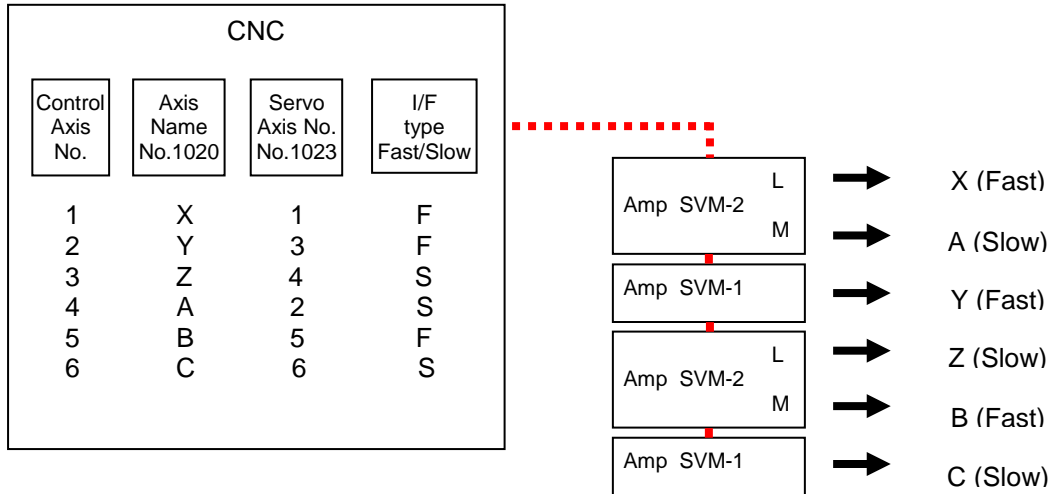 CNC
Control
Axis
No.
Axis
Name
No.1020
Servo
Axis No.
No.1023
I/F
type
Fast/Slow
1 X 1 F
2 Y 3 F
3 Z 4 S
4 A 2 S
5 B 5 F
6 C 6 S
L
Amp SVM-2
M
Amp SVM-1
L
Amp SVM-2
M
Amp SVM-1
X (Fast)
A (Slow)
Y (Fast)
Z (Slow)
B (Fast)
C (Slow)